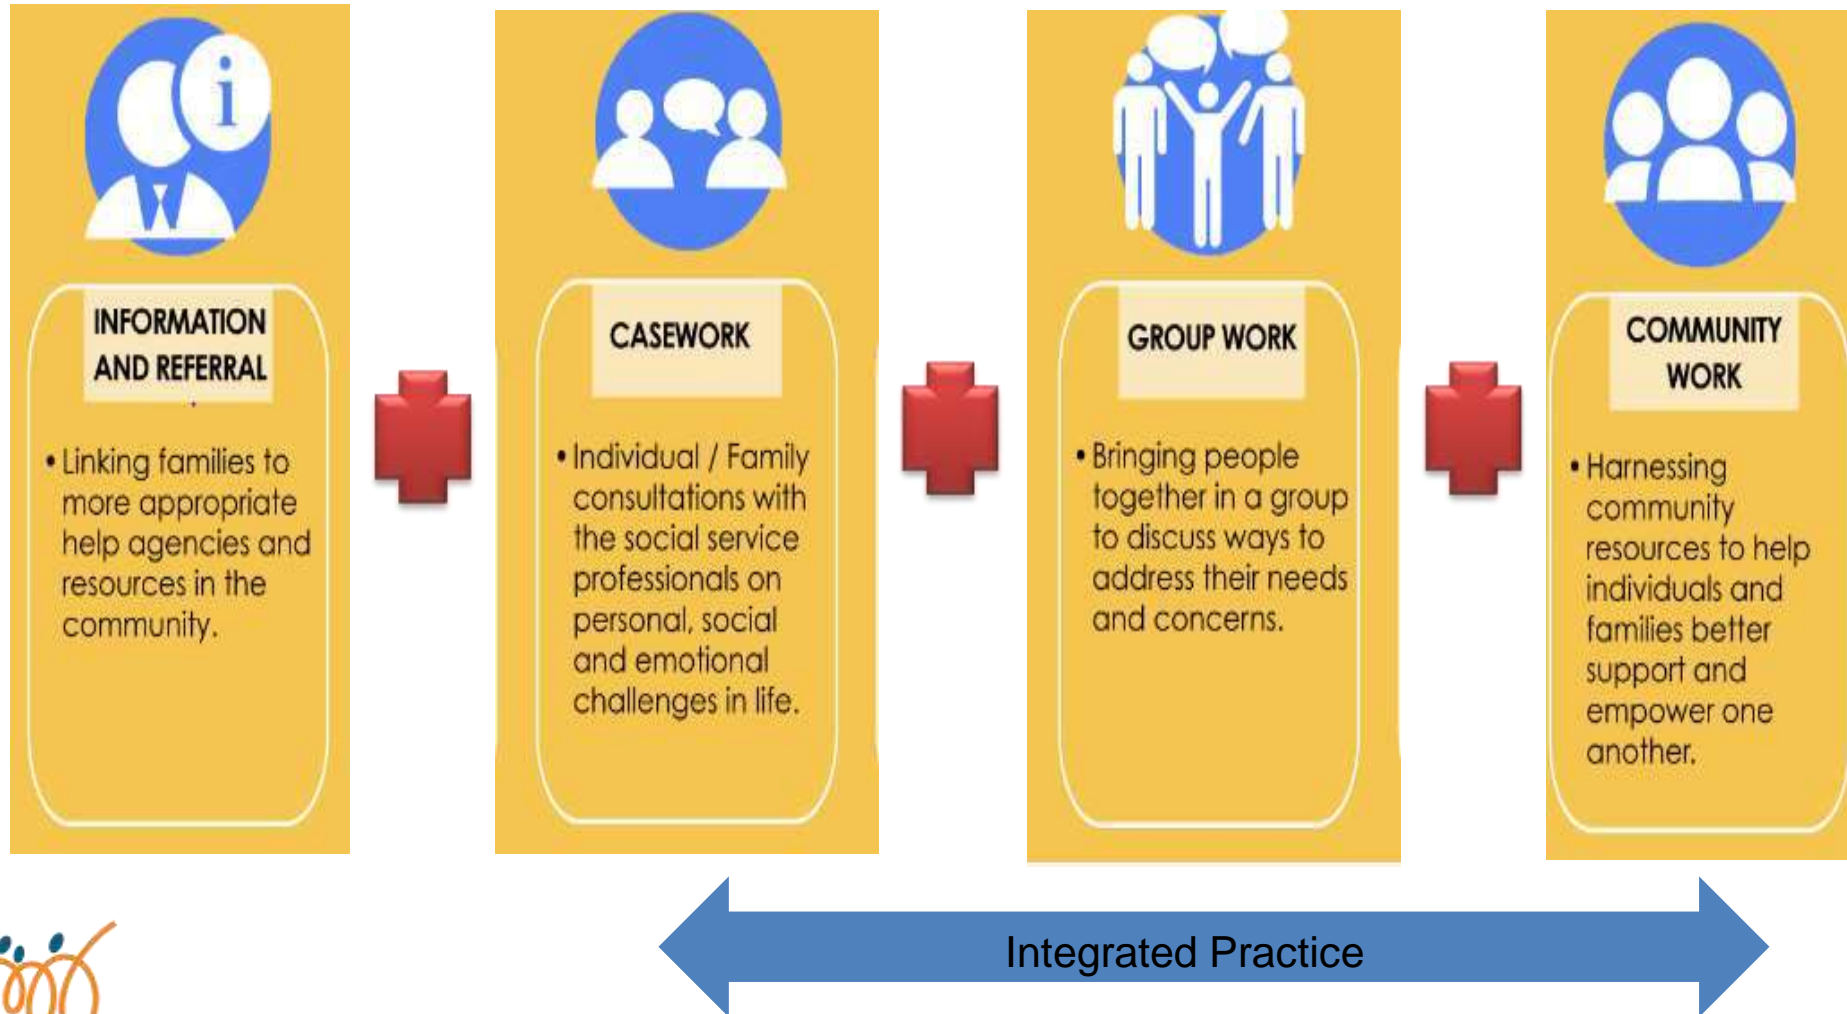 i
INFORMATION
AND REFERRAL
• Linking families to
more appropriate
help agencies and
resources in the
community.
CASEWORK
• Individual / Family
consultations with
the social service
professionals on
personal, social
and emotional
challenges in life.
GROUP WORK
• Bringing people
together in a group
to discuss ways to
address their needs
and concerns.
COMMUNITY
WORK
• Harnessing
community
resources to help
individuals and
families better
support and
empower one
another.
Integrated Practice